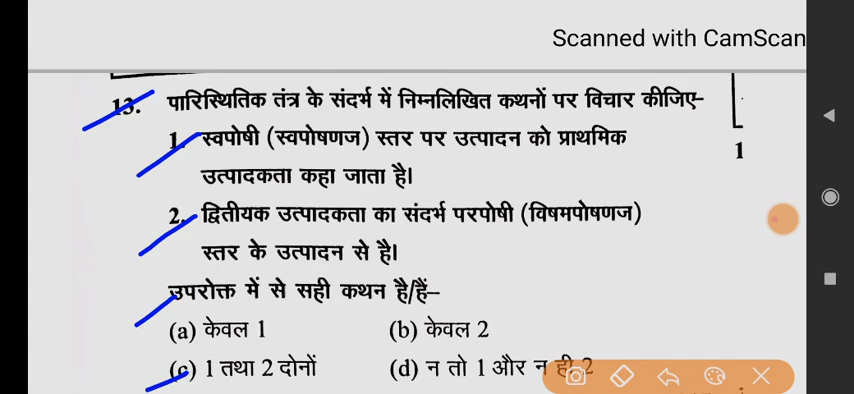 Scanned with CamScan
13. पारिस्थितिक तंत्र के संदर्भ में निम्नलिखित कथनों पर विचार कीजिए–
1. स्वपोषी (स्वपोषणज) स्तर पर उत्पादन को प्राथमिक
उत्पादकता कहा जाता है।
1
2. द्वितीयक उत्पादकता का संदर्भ परपोषी (विषमपोषणज)
स्तर के उत्पादन से है।
उपरोक्त में से सही कथन है/हैं–
(a) केवल 1 (b) केवल 2
(c) 1 तथा 2 दोनों (d) न तो 1 और न ही 2